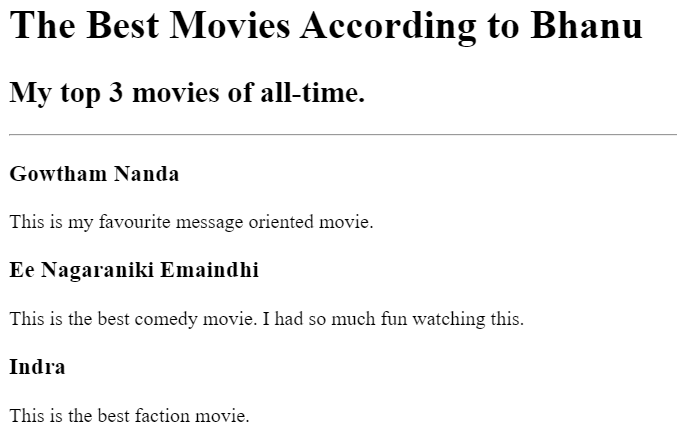 The Best Movies According to Bhanu
My top 3 movies of all-time.
Gowtham Nanda
This is my favourite message oriented movie.
Ee Nagaraniki Emaindhi
This is the best comedy movie. I had so much fun watching this.
Indra
This is the best faction movie.